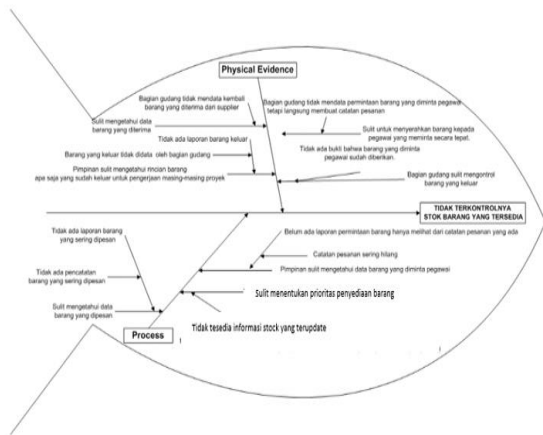 Physical Evidence
Bagian gudang tidak mendata kembali
barang yang diterima dari supplier
Bagian gudang tidak mendata permintaan barang yang diminta pegawai
tetapi langsung membuat catatan pesanan
Sulit mengetahui data
barang yang diterima
Sulit untuk menyerahkan barang kepada
pegawai yang meminta secara tepat.
Tidak ada laporan barang keluar
Tidak ada bukti bahwa barang yang diminta
pegawai sudah diberikan.
Barang yang keluar tidak didata oleh bagian gudang
Pimpinan sulit mengetahui rincian barang
apa saja yang sudah keluar untuk pengerjaan masing-masing proyek
Bagian gudang sulit mengontrol
barang yang keluar
TIDAK TERKONTROLNYA
STOK BARANG YANG TERSEDIA
Tidak ada laporan barang
yang sering dipesan
Belum ada laporan permintaan barang hanya melihat dari catatan pesanan yang ada
Catatan pesanan sering hilang
Tidak ada pencatatan
barang yang sering dipesan
Pimpinan sulit mengetahui data barang yang diminta pegawai
Sulit menentukan prioritas penyediaan barang
Sulit mengetahui data
barang yang dipesan
Tidak tesedia informasi stock yang terupdate
Process